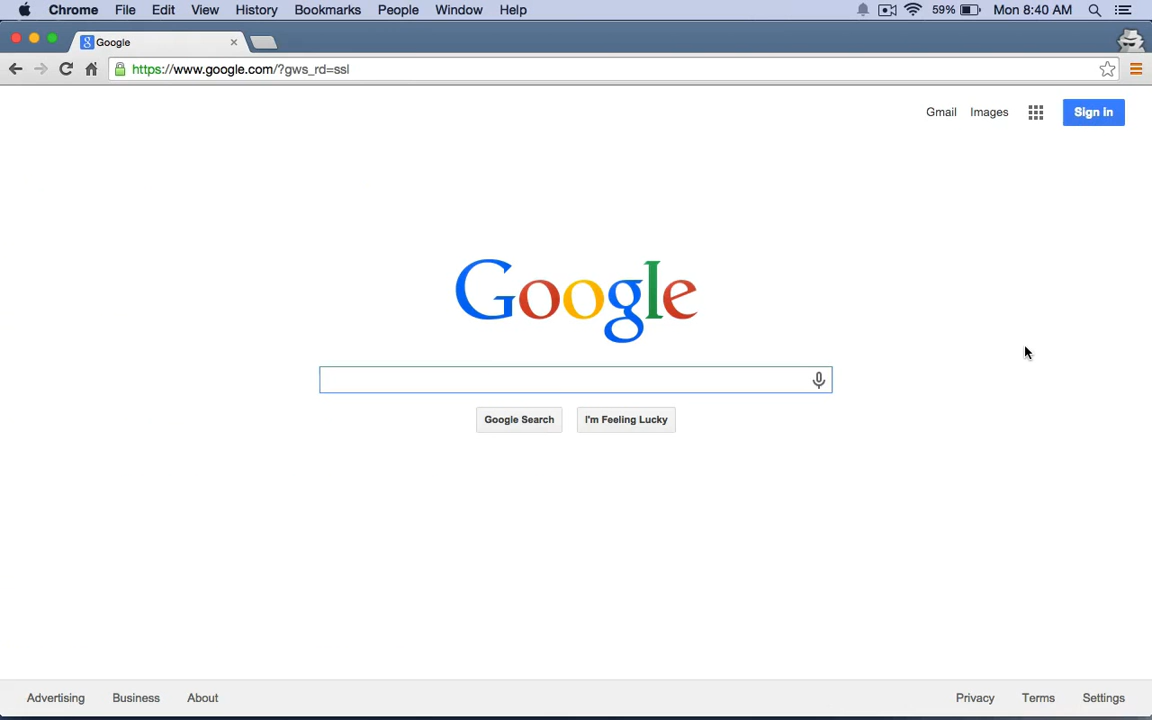 Chrome File Edit View History Bookmarks People Window Help 59% Mon 8:40 AM
Google
https://www.google.com/?gws_rd=ssl
Gmail Images Sign in
Google
Google Search I'm Feeling Lucky
Advertising Business About Privacy Terms Settings